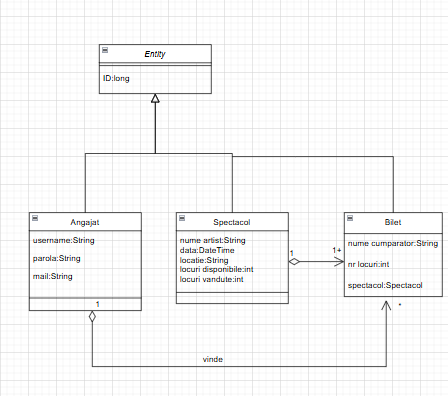 Entity
ID:long
Angajat
username:String
parola:String
mail:String
1
Spectacol
nume artist:String
data:DateTime
locatie:String
locuri disponibile:int
locuri vandute:int
1
1+
Bilet
nume cumparator:String
nr locuri:int
spectacol:Spectacol
*
vinde